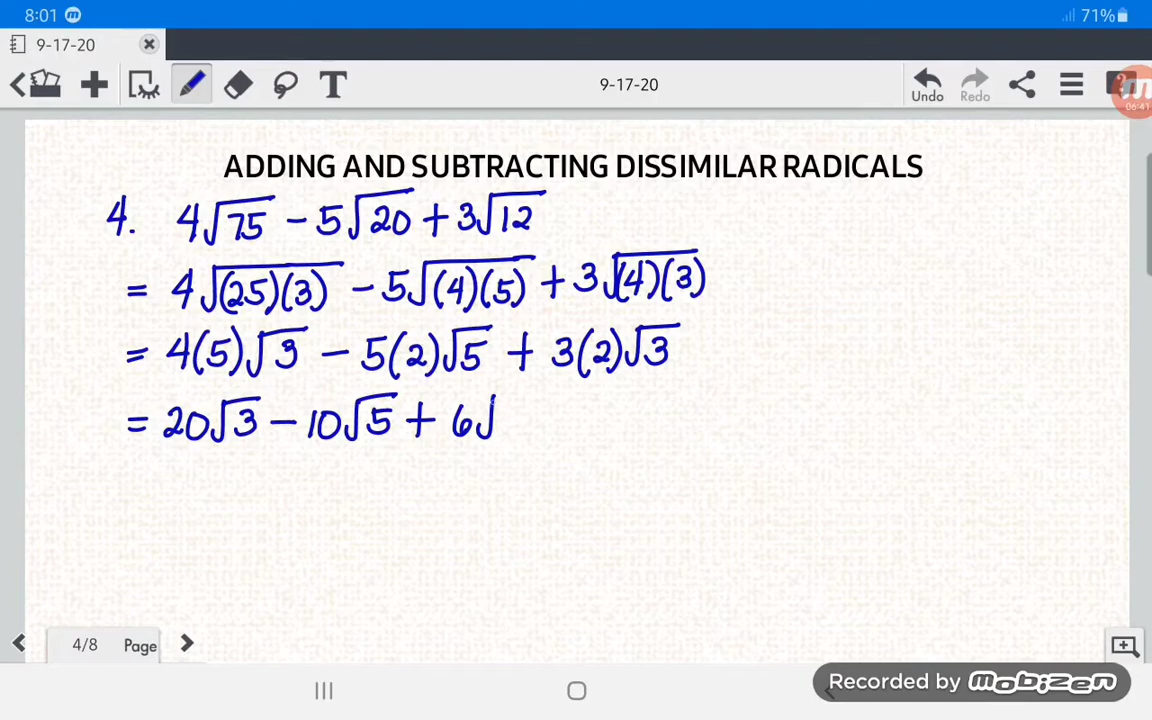 8:01 71%
9-17-20
T 9-17-20 Undo Redo
06:41
ADDING AND SUBTRACTING DISSIMILAR RADICALS
4. 4√75 - 5√20 + 3√12
= 4√(25)(3) - 5√(4)(5) + 3√(4)(3)
= 4(5)√3 - 5(2)√5 + 3(2)√3
= 20√3 - 10√5 + 6√
4/8 Page
Recorded by mobizen